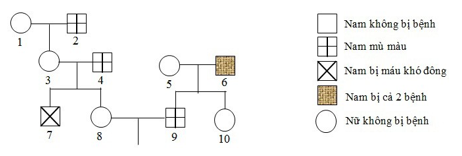 1
2
3
4
5
6
7
8
9
10
Nam không bị bệnh
Nam mù màu
Nam bị máu khó đông
Nam bị cả 2 bệnh
Nữ không bị bệnh